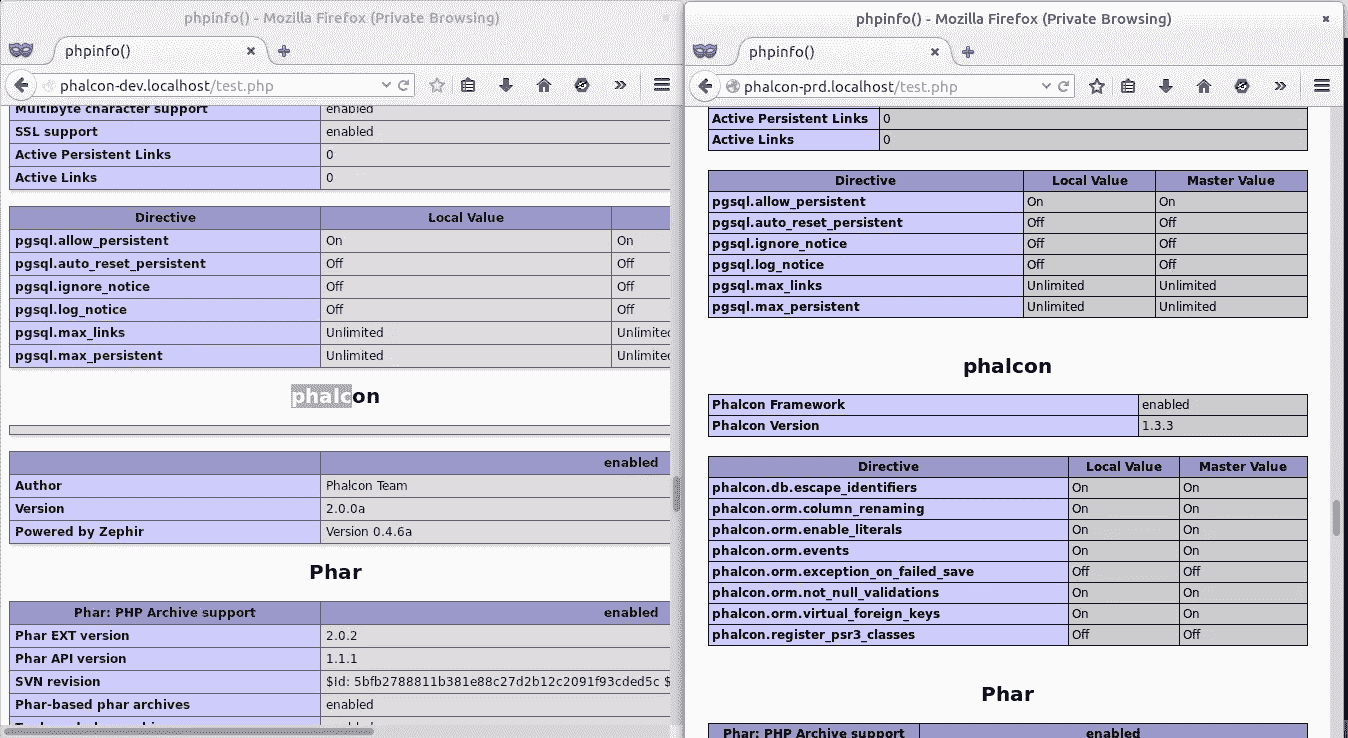 phpinfo() - Mozilla Firefox (Private Browsing)
phpinfo()
phalcon-dev.localhost/test.php
Multibyte character support enabled
SSL support enabled
Active Persistent Links 0
Active Links 0
Directive Local Value
pgsql.allow_persistent On On
pgsql.auto_reset_persistent Off Off
pgsql.ignore_notice Off Off
pgsql.log_notice Off Off
pgsql.max_links Unlimited Unlimited
pgsql.max_persistent Unlimited Unlimited
phalcon
enabled
Author Phalcon Team
Version 2.0.0a
Powered by Zephir Version 0.4.6a
Phar
Phar: PHP Archive support enabled
Phar EXT version 2.0.2
Phar API version 1.1.1
SVN revision $Id: 5bfb2788811b381e88c27d2b12c2091f93cded5c $
Phar-based phar archives enabled
phpinfo() - Mozilla Firefox (Private Browsing)
phpinfo()
phalcon-prd.localhost/test.php
Active Persistent Links 0
Active Links 0
Directive Local Value Master Value
pgsql.allow_persistent On On
pgsql.auto_reset_persistent Off Off
pgsql.ignore_notice Off Off
pgsql.log_notice Off Off
pgsql.max_links Unlimited Unlimited
pgsql.max_persistent Unlimited Unlimited
phalcon
Phalcon Framework enabled
Phalcon Version 1.3.3
Directive Local Value Master Value
phalcon.db.escape_identifiers On On
phalcon.orm.column_renaming On On
phalcon.orm.enable_literals On On
phalcon.orm.events On On
phalcon.orm.exception_on_failed_save Off Off
phalcon.orm.not_null_validations On On
phalcon.orm.virtual_foreign_keys On On
phalcon.register_psr3_classes Off Off
Phar
Phar: PHP Archive support enabled